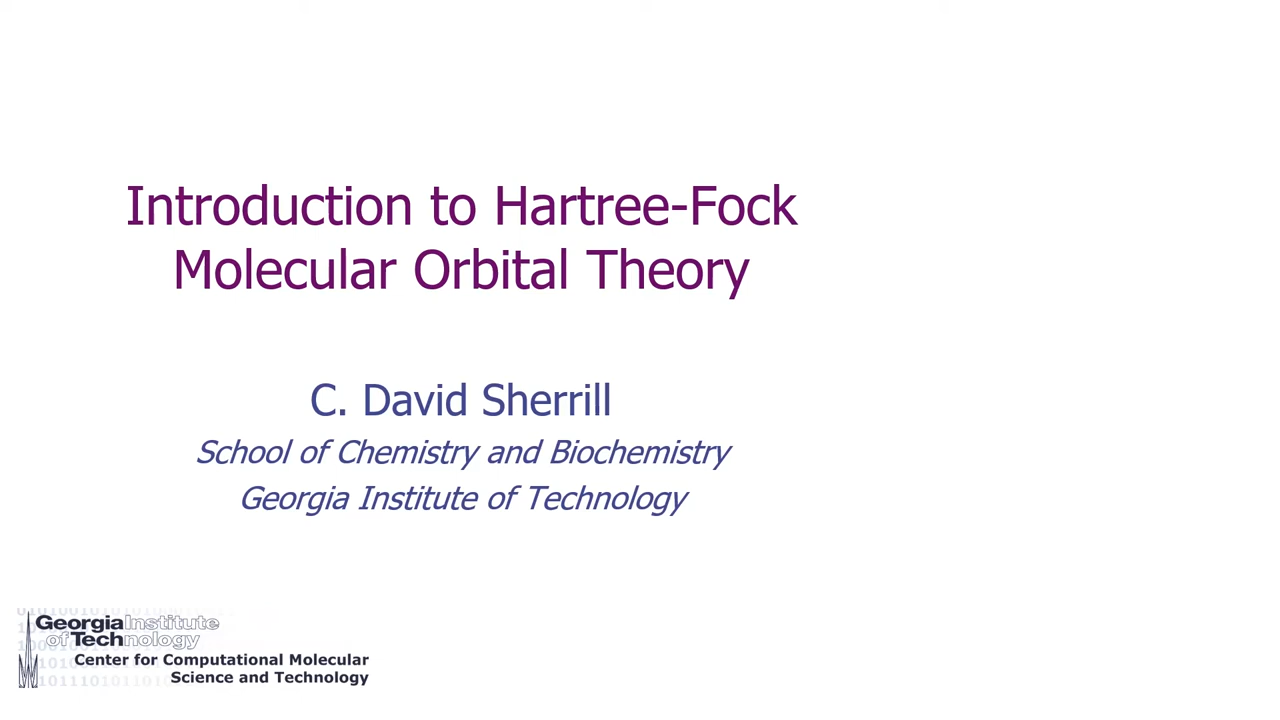 Introduction to Hartree-Fock
Molecular Orbital Theory
C. David Sherrill
School of Chemistry and Biochemistry
Georgia Institute of Technology
Georgia Institute
of Technology
Center for Computational Molecular
Science and Technology